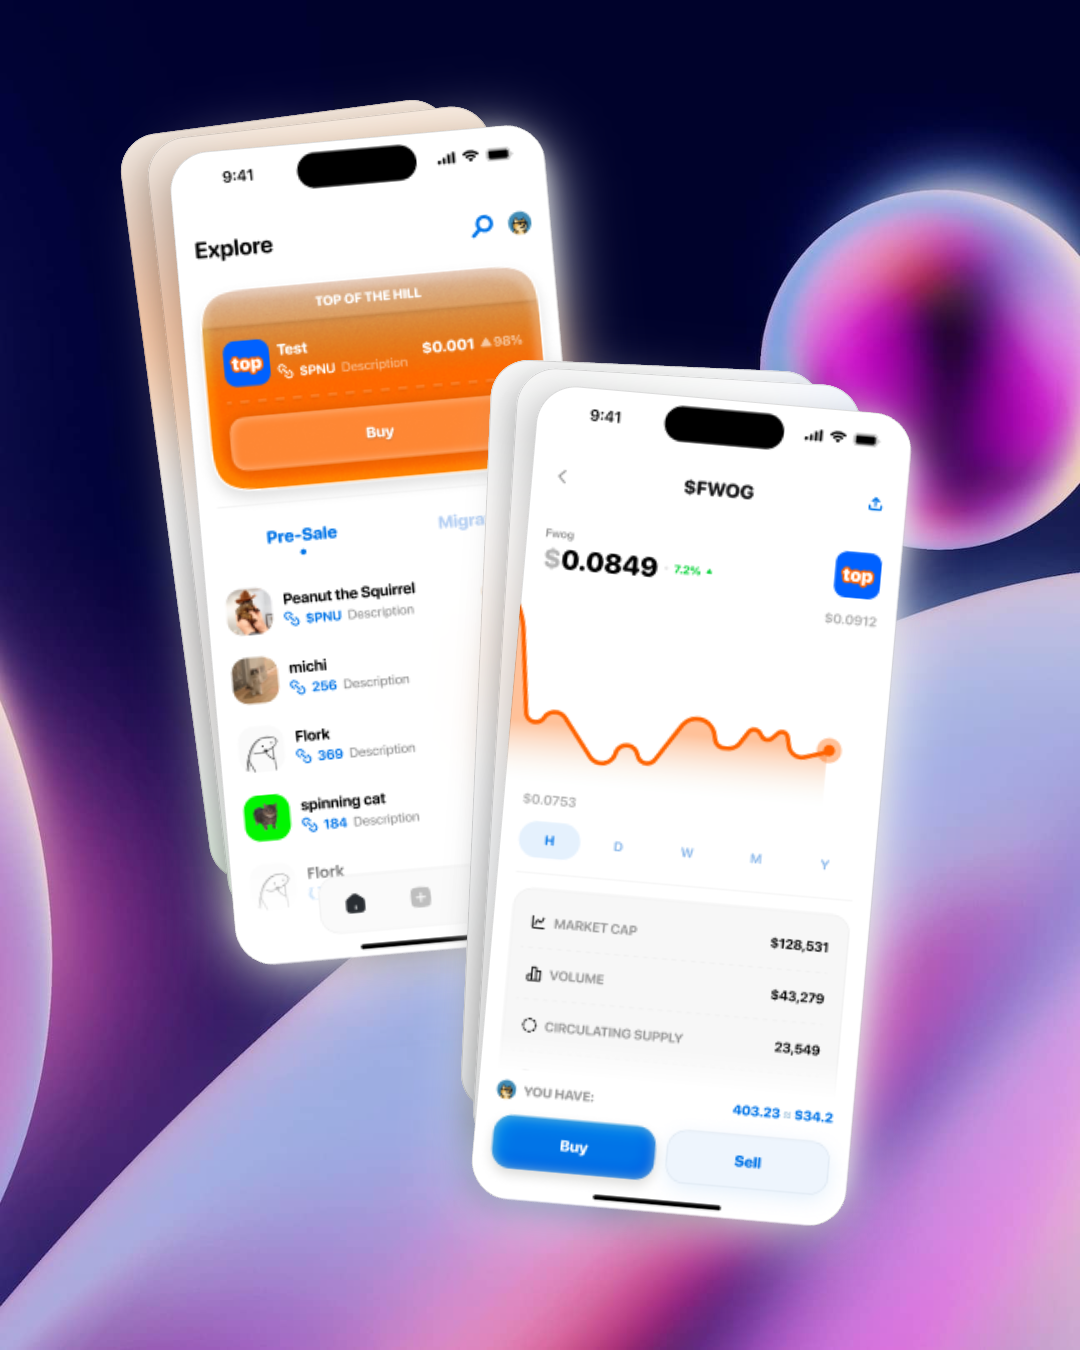 9:41
Explore
TOP OF THE HILL
top
Test
$PNU Description
$0.001 ▲98%
Buy
Pre-Sale
Migra
Peanut the Squirrel
$PNU Description
michi
256 Description
Flork
369 Description
spinning cat
184 Description
Flork
9:41
$FWOG
Fwog
$0.0849 · 7.2% ▲
top
$0.0912
$0.0753
H D W M Y
MARKET CAP $128,531
VOLUME $43,279
CIRCULATING SUPPLY 23,549
YOU HAVE: 403.23 ≈ $34.2
Buy
Sell